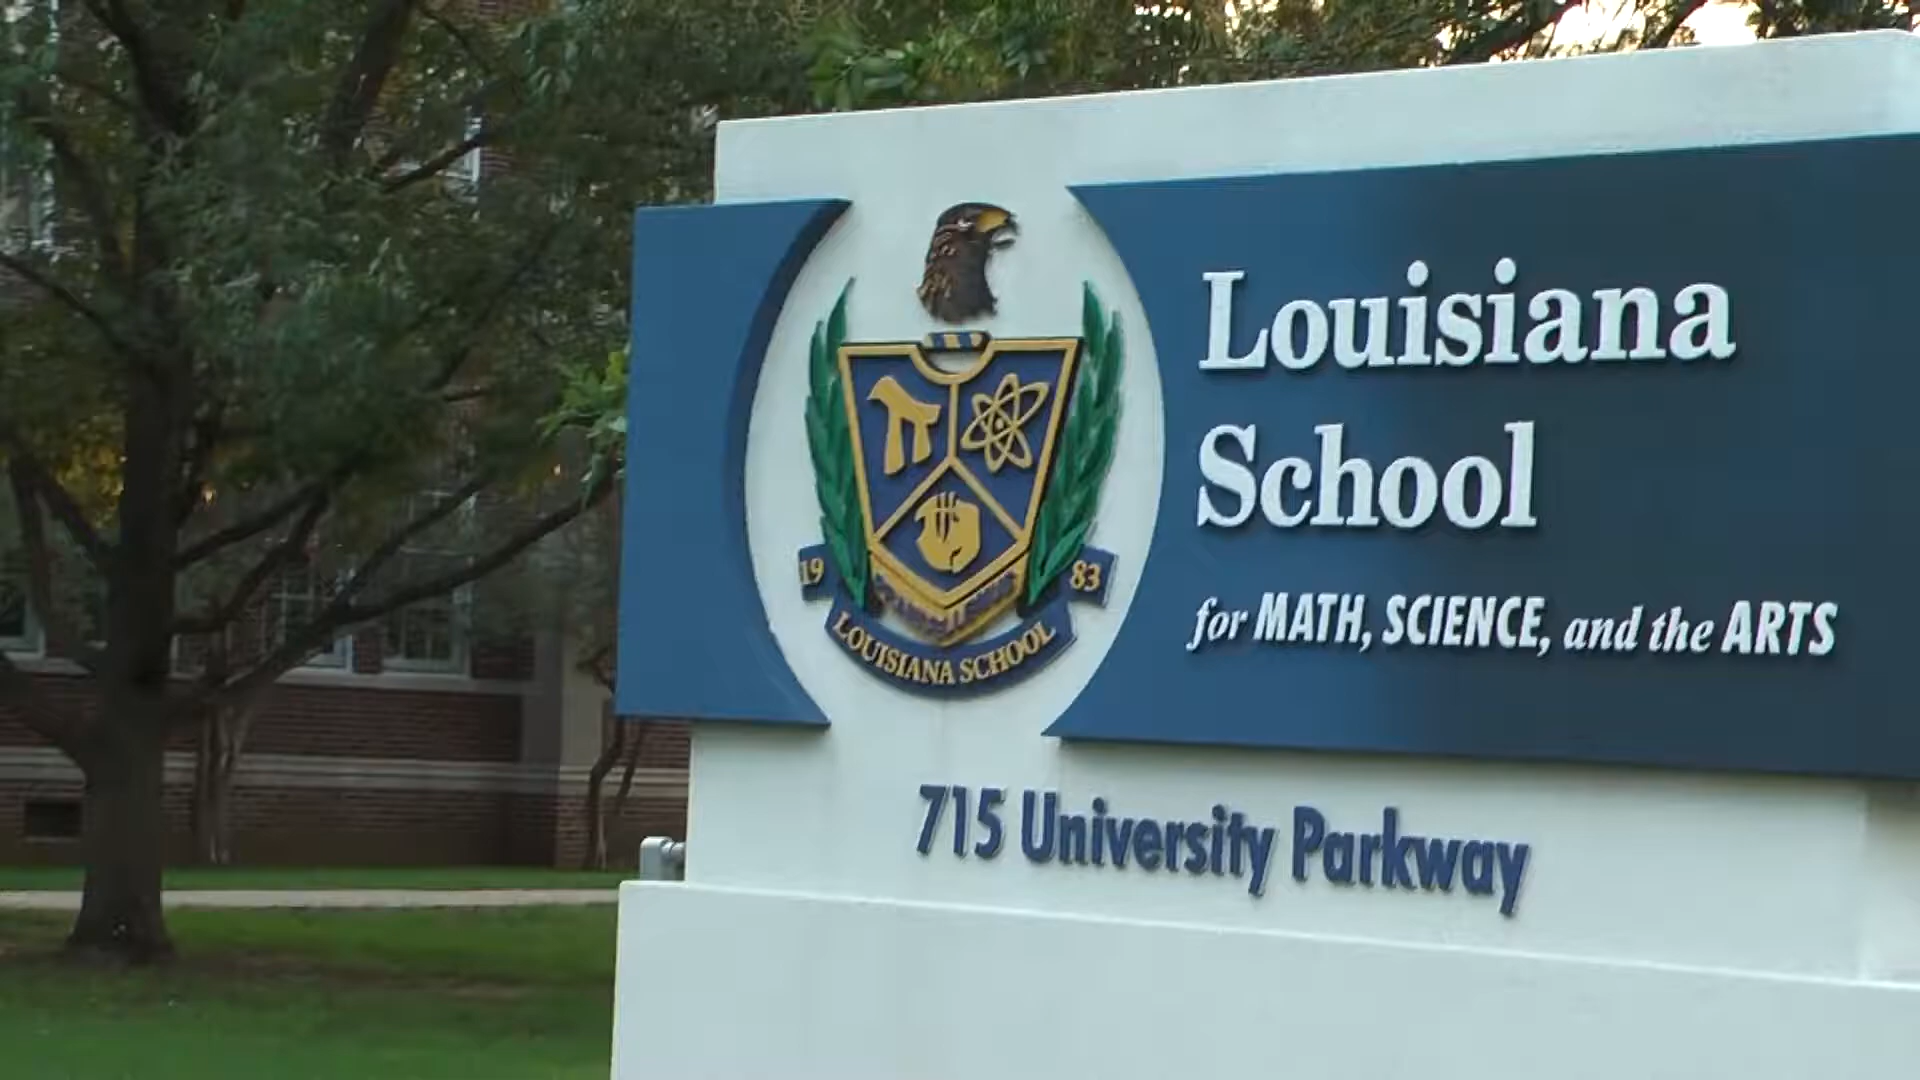 Louisiana
School
for MATH, SCIENCE, and the ARTS
19 83
LOUISIANA SCHOOL
715 University Parkway